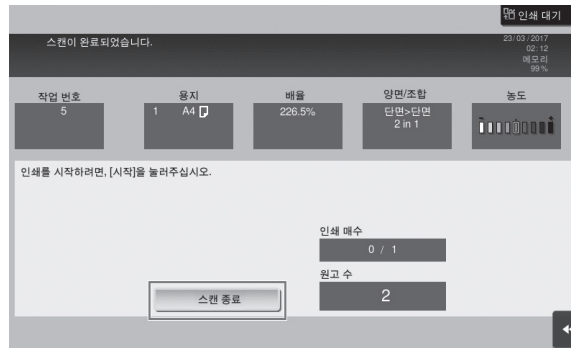 인쇄 대기
스캔이 완료되었습니다.
23/03/2017
02:12
메모리
99%
작업 번호
5
용지
1 A4
배율
226.5%
양면/조합
단면>단면
2 in 1
농도
인쇄를 시작하려면, [시작]을 눌러주십시오.
인쇄 매수
0 / 1
원고 수
2
스캔 종료